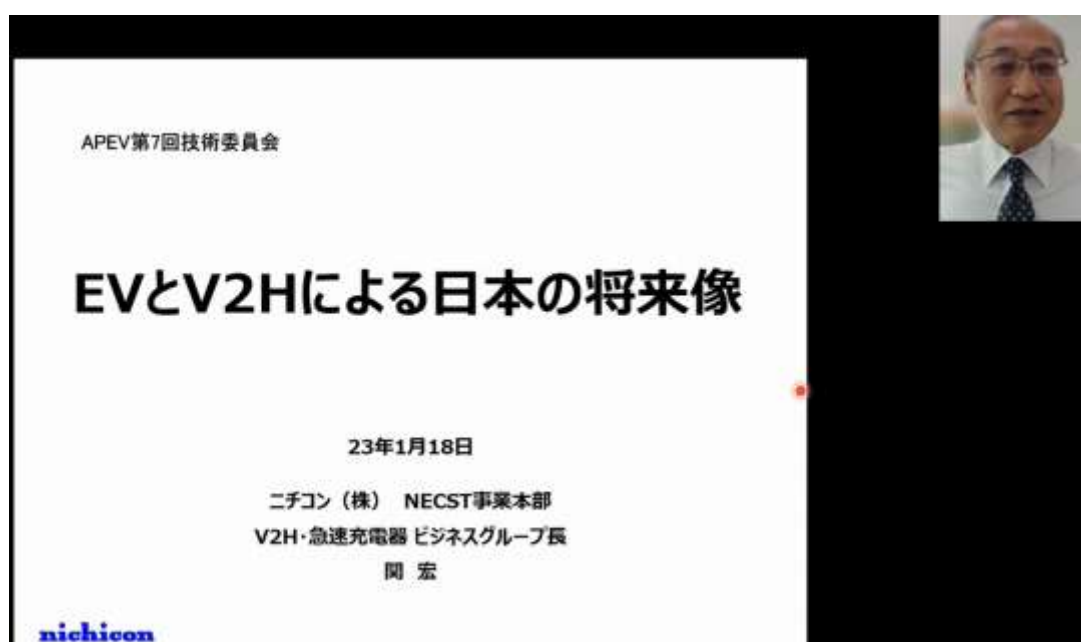 APEV第7回技術委員会
EVとV2Hによる日本の将来像
23年1月18日
ニチコン（株） NECST事業本部
V2H・急速充電器 ビジネスグループ長
関 宏
nichicon